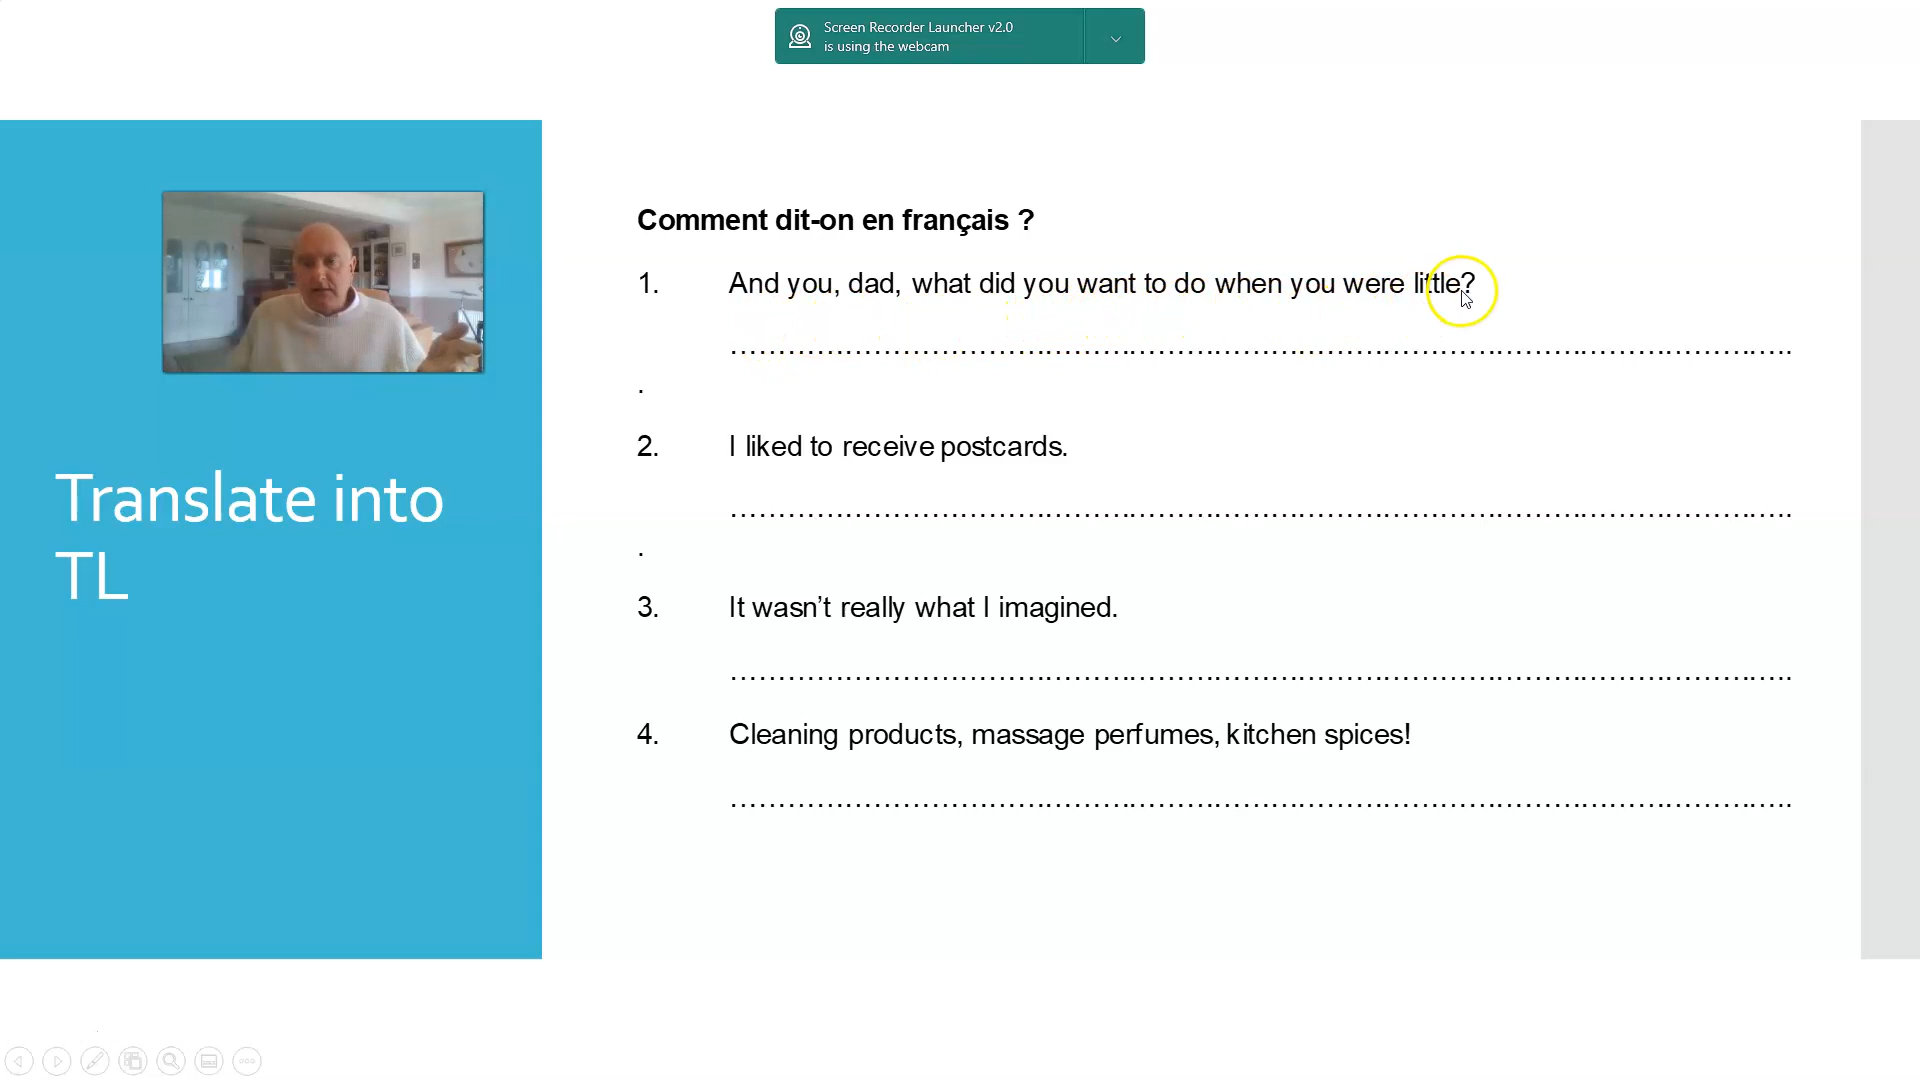 Screen Recorder Launcher v2.0
is using the webcam
Comment dit-on en français ?
1. And you, dad, what did you want to do when you were little?
…………………………………………………………………………………………..
.
2. I liked to receive postcards.
…………………………………………………………………………………………..
.
3. It wasn’t really what I imagined.
…………………………………………………………………………………………..
4. Cleaning products, massage perfumes, kitchen spices!
…………………………………………………………………………………………..
Translate into
TL